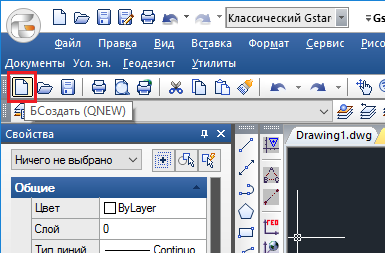 Классический Gstar
Gs
Файл Правка Вид Вставка Формат Сервис
Документы Усл. зн. Геодезист Утилиты
БСоздать (QNEW)
Свойства
Drawing1.dwg
Ничего не выбрано
Общие
Цвет ByLayer
Слой 0
Тип линий Continuo
ГЕО